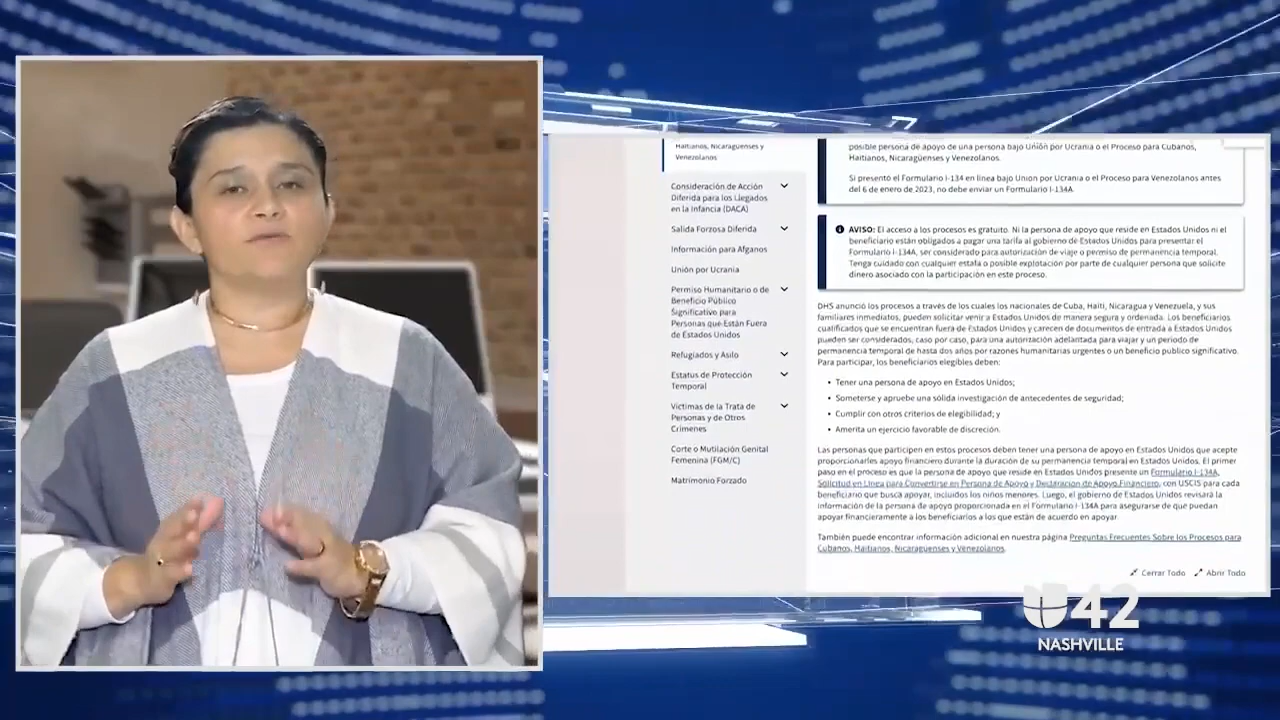 Haitianos, Nicaragüenses y
Venezolanos
Consideración de Acción
Diferida para los Llegados
en la Infancia (DACA)
Salida Forzosa Diferida
Información para Afganos
Unión por Ucrania
Permiso Humanitario o de
Beneficio Público
Significativo para
Personas que Están Fuera
de Estados Unidos
Refugiados y Asilo
Estatus de Protección
Temporal
Víctimas de la Trata de
Personas y de Otros
Crímenes
Corte o Mutilación Genital
Femenina (FGM/C)
Matrimonio Forzado
posible persona de apoyo de una persona bajo Unión por Ucrania o el Proceso para Cubanos,
Haitianos, Nicaragüenses y Venezolanos.
Si presentó el Formulario I-134 en línea bajo Union por Ucrania o el Proceso para Venezolanos antes
del 6 de enero de 2023, no debe enviar un Formulario I-134A.
AVISO: El acceso a los procesos es gratuito. Ni la persona de apoyo que reside en Estados Unidos ni el
beneficiario están obligados a pagar una tarifa al gobierno de Estados Unidos para presentar el
Formulario I-134A, ser considerado para autorización de viaje o permiso de permanencia temporal.
Tenga cuidado con cualquier estafa o posible explotación por parte de cualquier persona que solicite
dinero asociado con la participación en este proceso.
DHS anunció los procesos a través de los cuales los nacionales de Cuba, Haití, Nicaragua y Venezuela, y sus
familiares inmediatos, pueden solicitar venir a Estados Unidos de manera segura y ordenada. Los beneficiarios
cualificados que se encuentran fuera de Estados Unidos y carecen de documentos de entrada a Estados Unidos
pueden ser considerados, caso por caso, para una autorización adelantada para viajar y un periodo de
permanencia temporal de hasta dos años por razones humanitarias urgentes o un beneficio publico significativo.
Para participar, los beneficiarios elegibles deben:
• Tener una persona de apoyo en Estados Unidos;
• Someterse y apruebe una sólida investigación de antecedentes de seguridad;
• Cumplir con otros criterios de elegibilidad; y
• Amerita un ejercicio favorable de discreción.
Las personas que participen en estos procesos deben tener una persona de apoyo en Estados Unidos que acepte
proporcionarles apoyo financiero durante la duración de su permanencia temporal en Estados Unidos. El primer
paso en el proceso es que la persona de apoyo que reside en Estados Unidos presente un Formulario I-134A,
Solicitud en Línea para Convertirse en Persona de Apoyo y Declaración de Apoyo Financiero, con USCIS para cada
beneficiario que busca apoyar, incluidos los niños menores. Luego, el gobierno de Estados Unidos revisará la
información de la persona de apoyo proporcionada en el Formulario I-134A para asegurarse de que puedan
apoyar financieramente a los beneficiarios a los que están de acuerdo en apoyar.
También puede encontrar información adicional en nuestra página Preguntas Frecuentes Sobre los Procesos para
Cubanos, Haitianos, Nicaragüenses y Venezolanos.
Cerrar Todo Abrir Todo
42
NASHVILLE